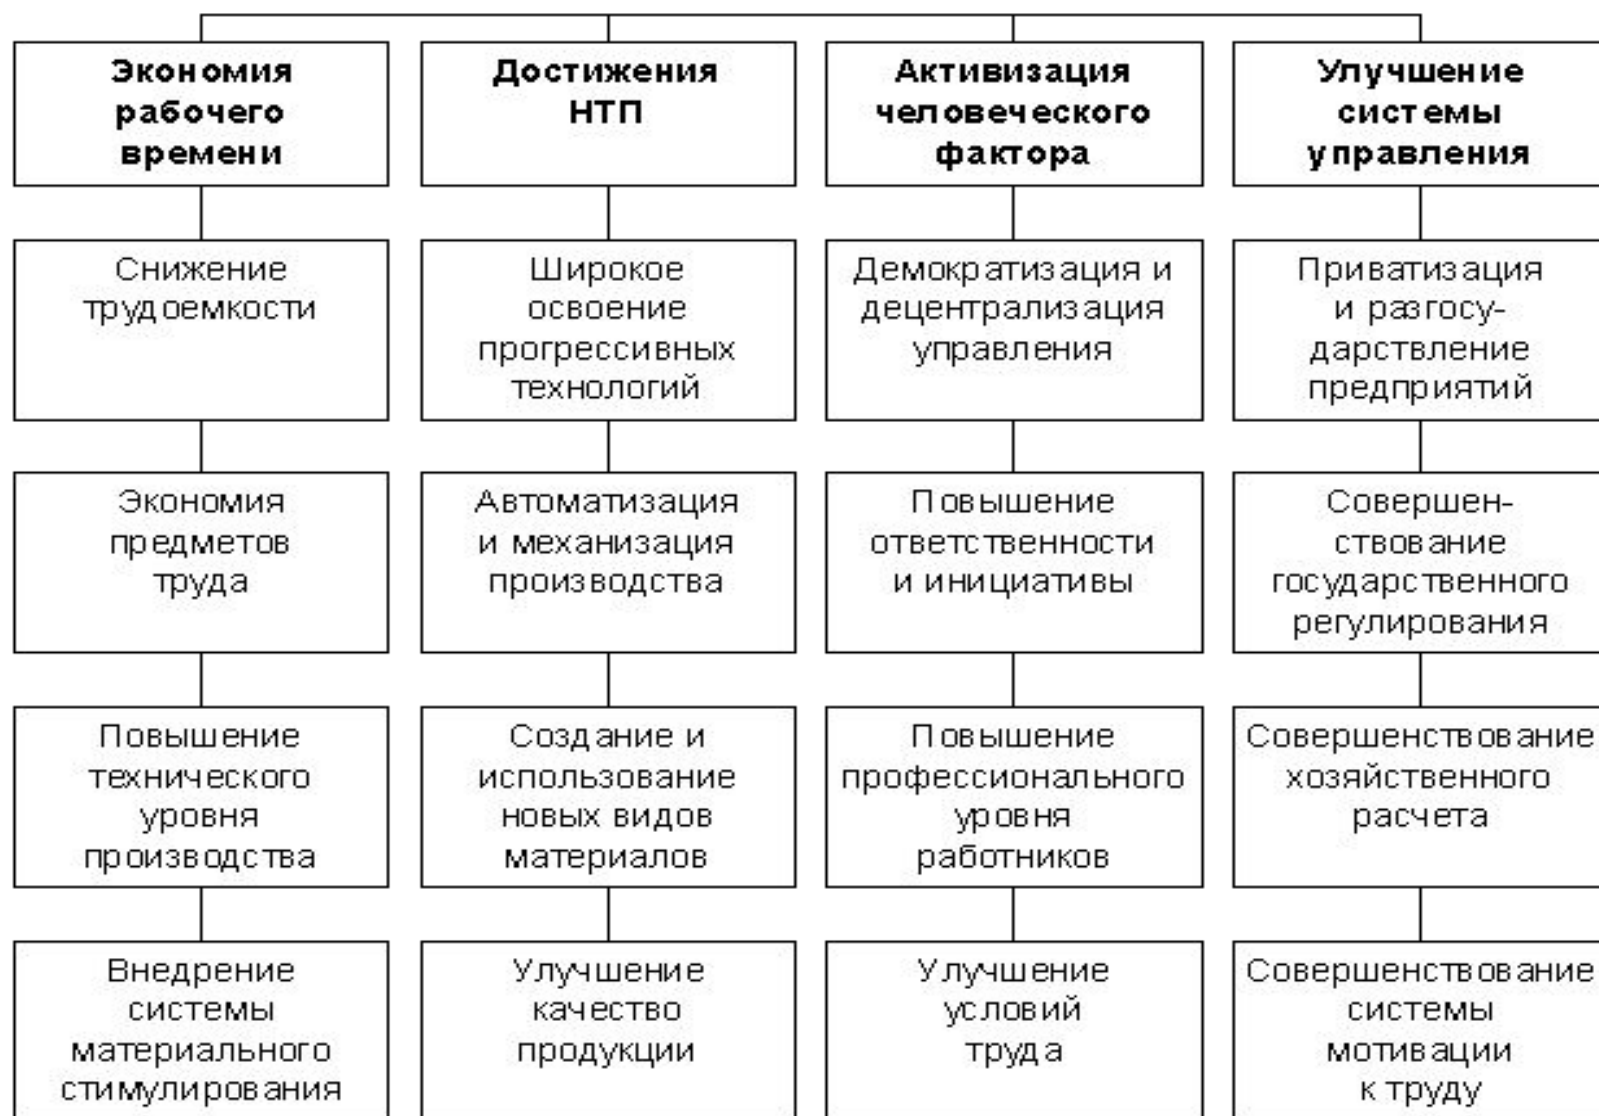 Экономия
рабочего
времени
Снижение
трудоемкости
Экономия
предметов
труда
Повышение
технического
уровня
производства
Внедрение
системы
материального
стимулирования
Достижения
НТП
Широкое
освоение
прогрессивных
технологий
Автоматизация
и механизация
производства
Создание и
использование
новых видов
материалов
Улучшение
качество
продукции
Активизация
человеческого
фактора
Демократизация и
децентрализация
управления
Повышение
ответственности
и инициативы
Повышение
профессионального
уровня
работников
Улучшение
условий
труда
Улучшение
системы
управления
Приватизация
и разгосу-
дарствление
предприятий
Совершен-
ствование
государственного
регулирования
Совершенствование
хозяйственного
расчета
Совершенствование
системы
мотивации
к труду